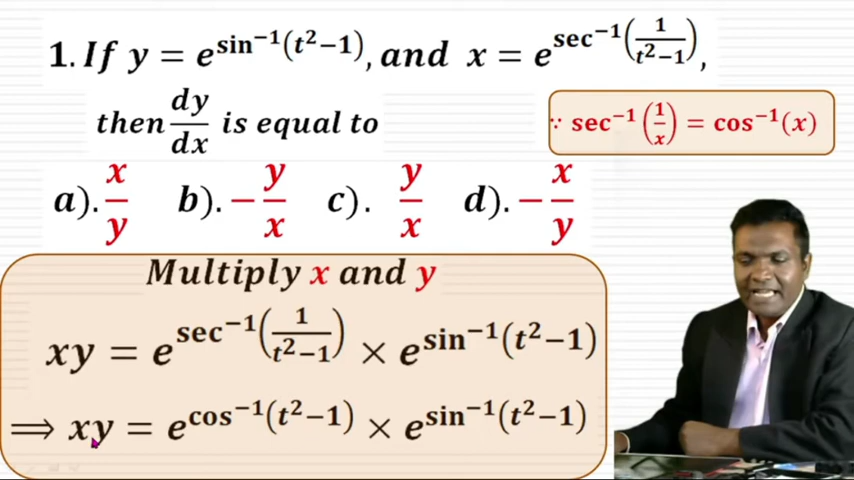 1. If y = e^{sin⁻¹(t²−1)}, and x = e^{sec⁻¹(1/(t²−1))},
then dy/dx is equal to
∵ sec⁻¹(1/x) = cos⁻¹(x)
a). x/y b). −y/x c). y/x d). −x/y
Multiply x and y
xy = e^{sec⁻¹(1/(t²−1))} × e^{sin⁻¹(t²−1)}
⟹ xy = e^{cos⁻¹(t²−1)} × e^{sin⁻¹(t²−1)}